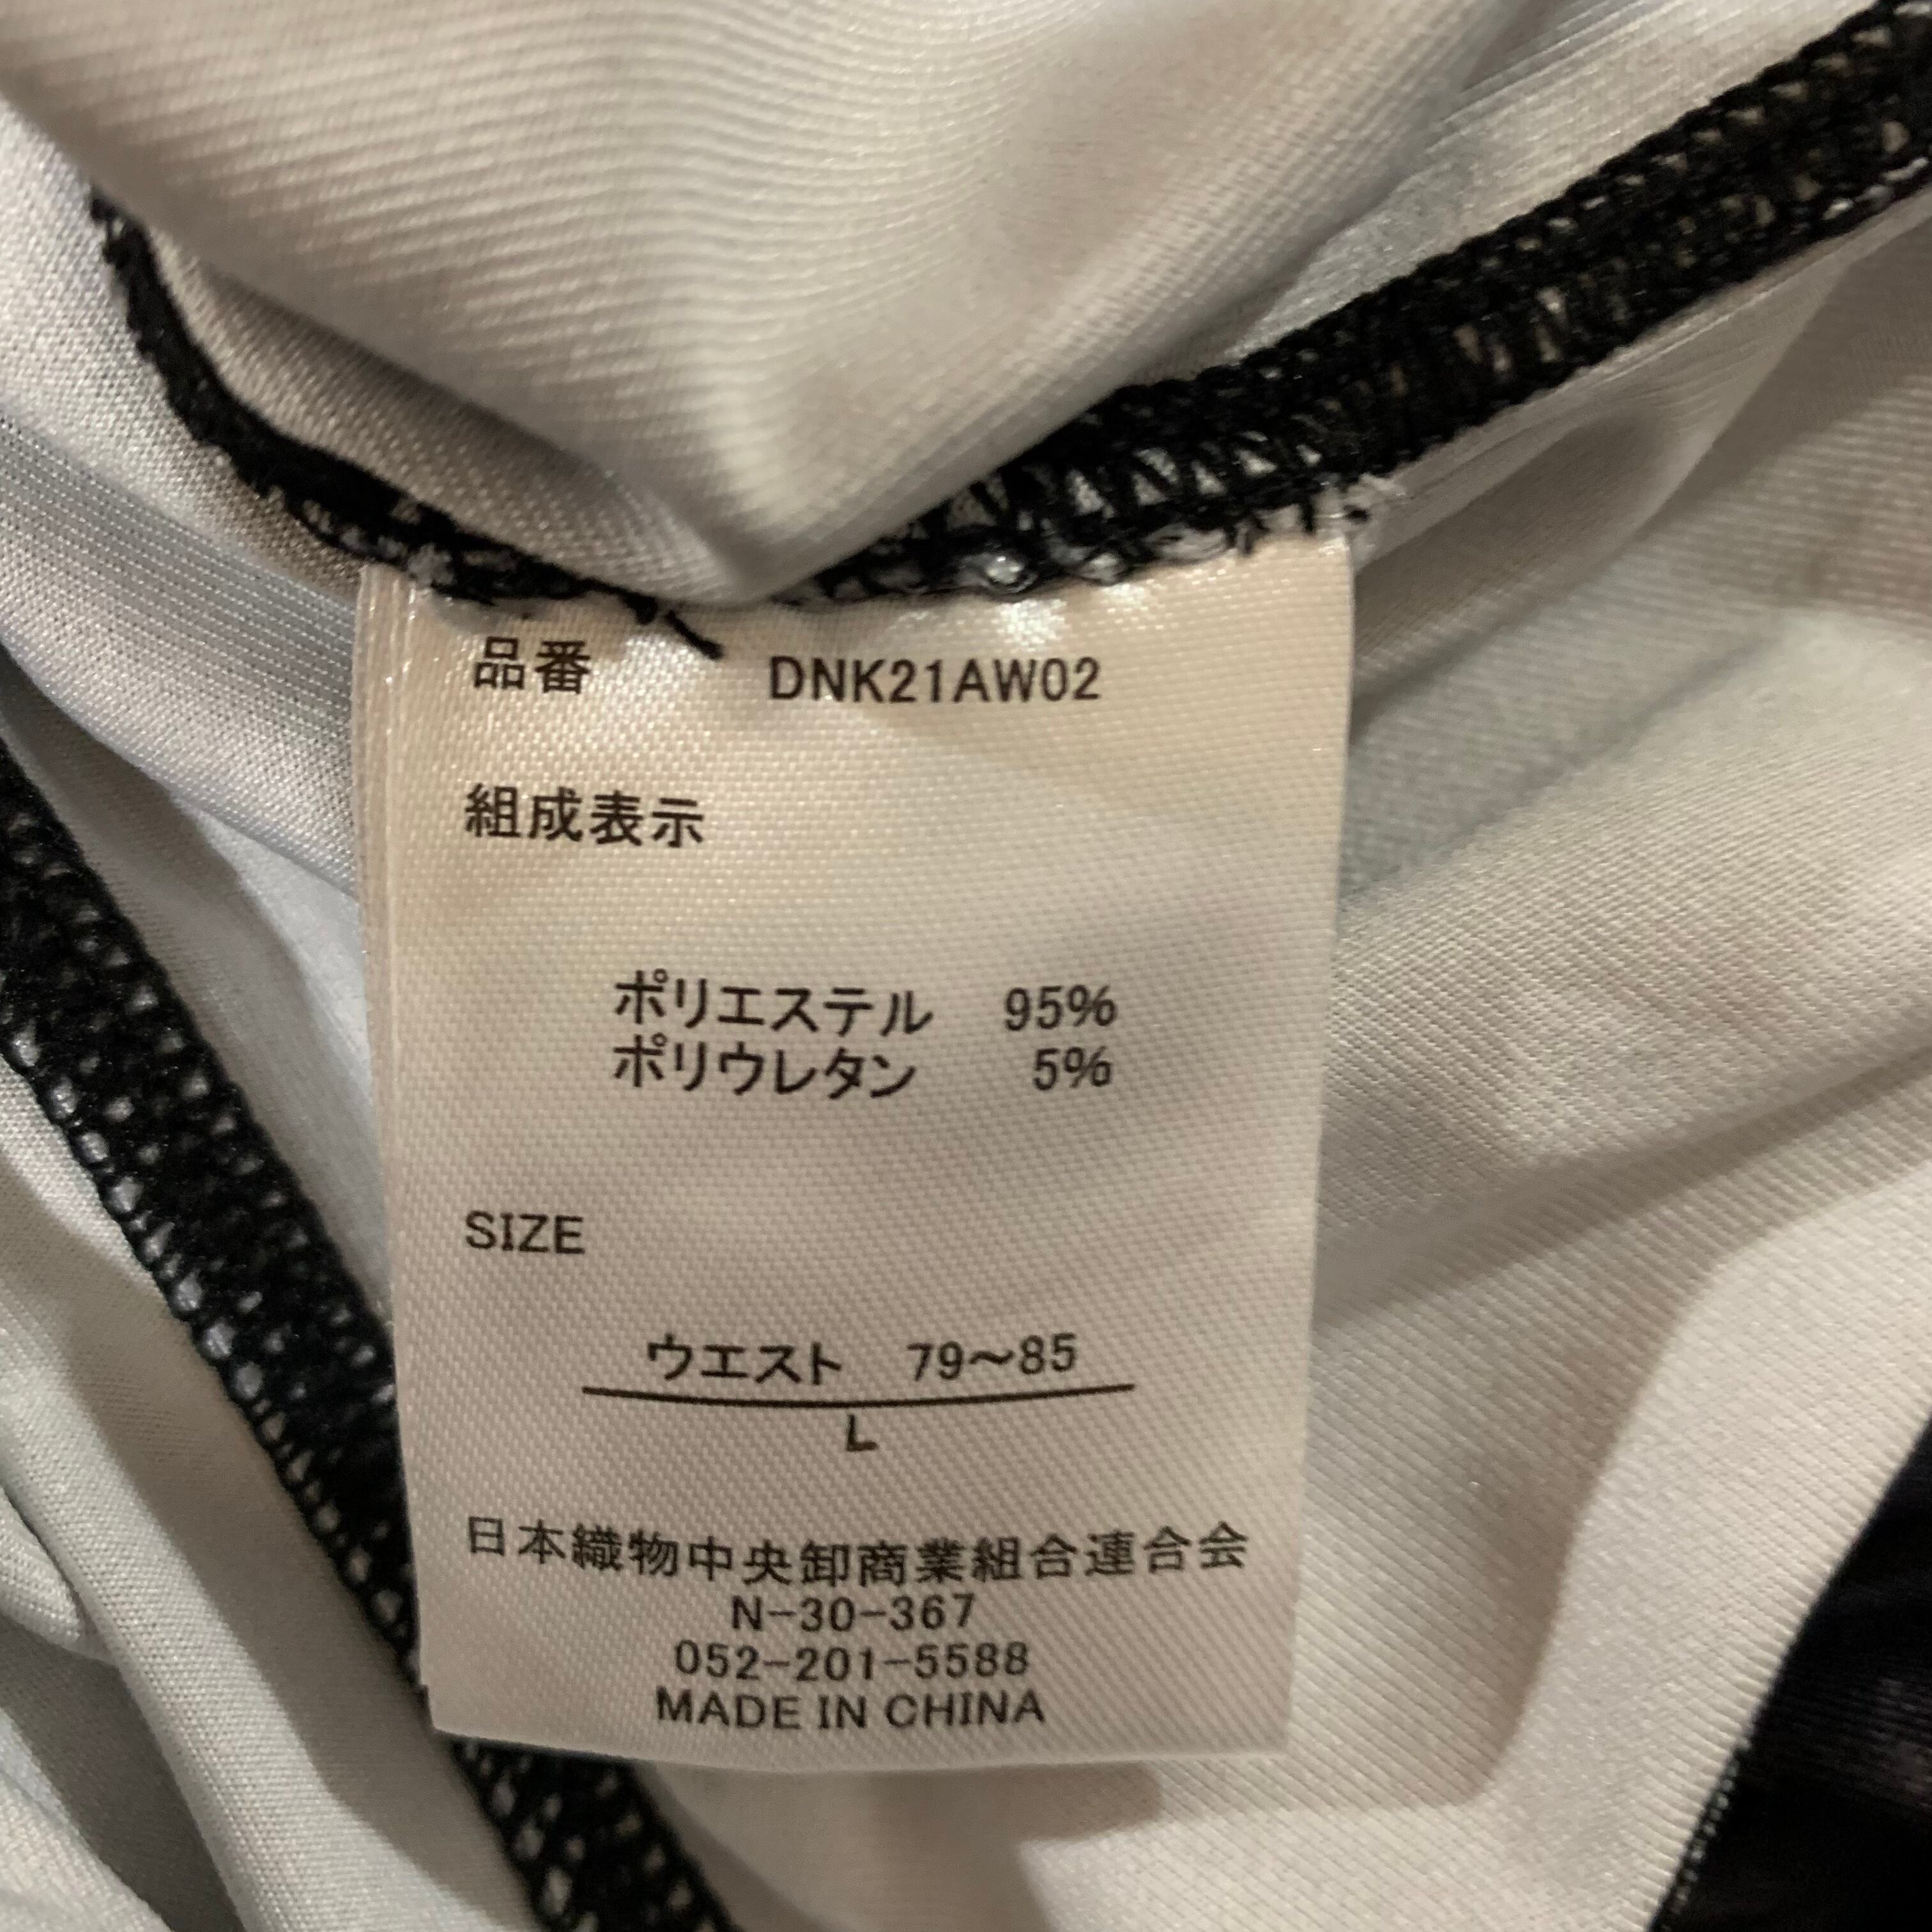 品番 DNK21AW02
組成表示
ポリエステル 95%
ポリウレタン 5%
SIZE
ウエスト 79～85
L
日本織物中央卸商業組合連合会
N-30-367
052-201-5588
MADE IN CHINA